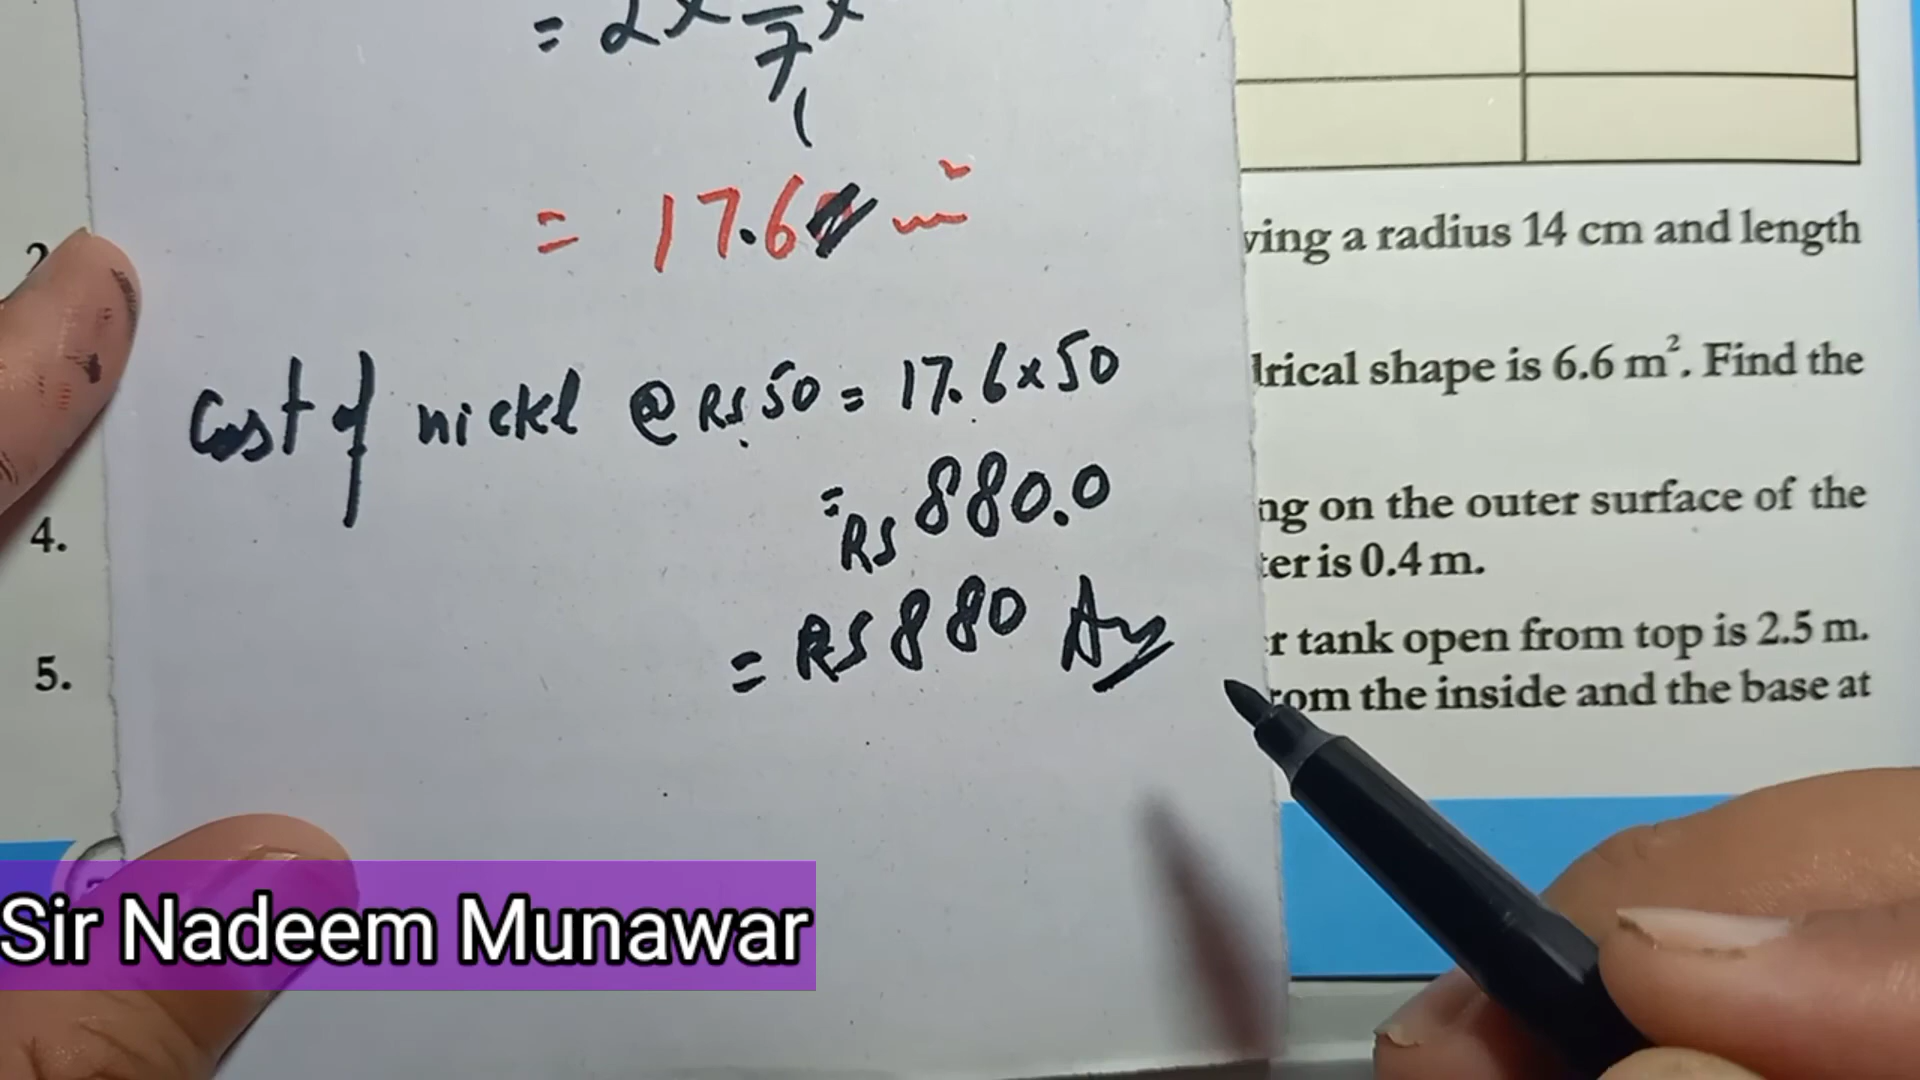 = 2 × 7 ×
1
= 17.6 m²
Cost of nickl @ Rs 50 = 17.6 × 50
= Rs 880.0
= Rs 880 Ans
2
4.
5.
ving a radius 14 cm and length
drical shape is 6.6 m². Find the
ng on the outer surface of the
ter is 0.4 m.
r tank open from top is 2.5 m.
rom the inside and the base at
Sir Nadeem Munawar